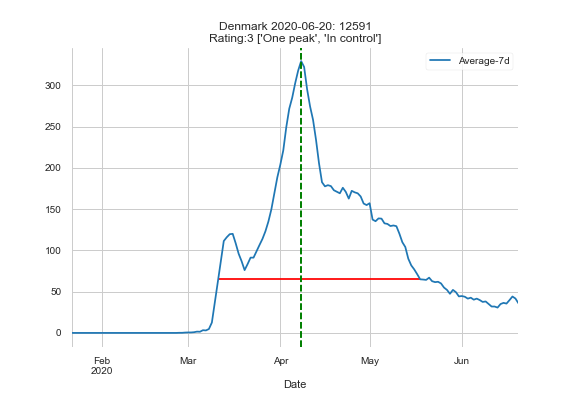 Denmark 2020-06-20: 12591
Rating:3 ['One peak', 'In control']
Average-7d
300
250
200
150
100
50
0
Feb
2020
Mar
Apr
May
Jun
Date